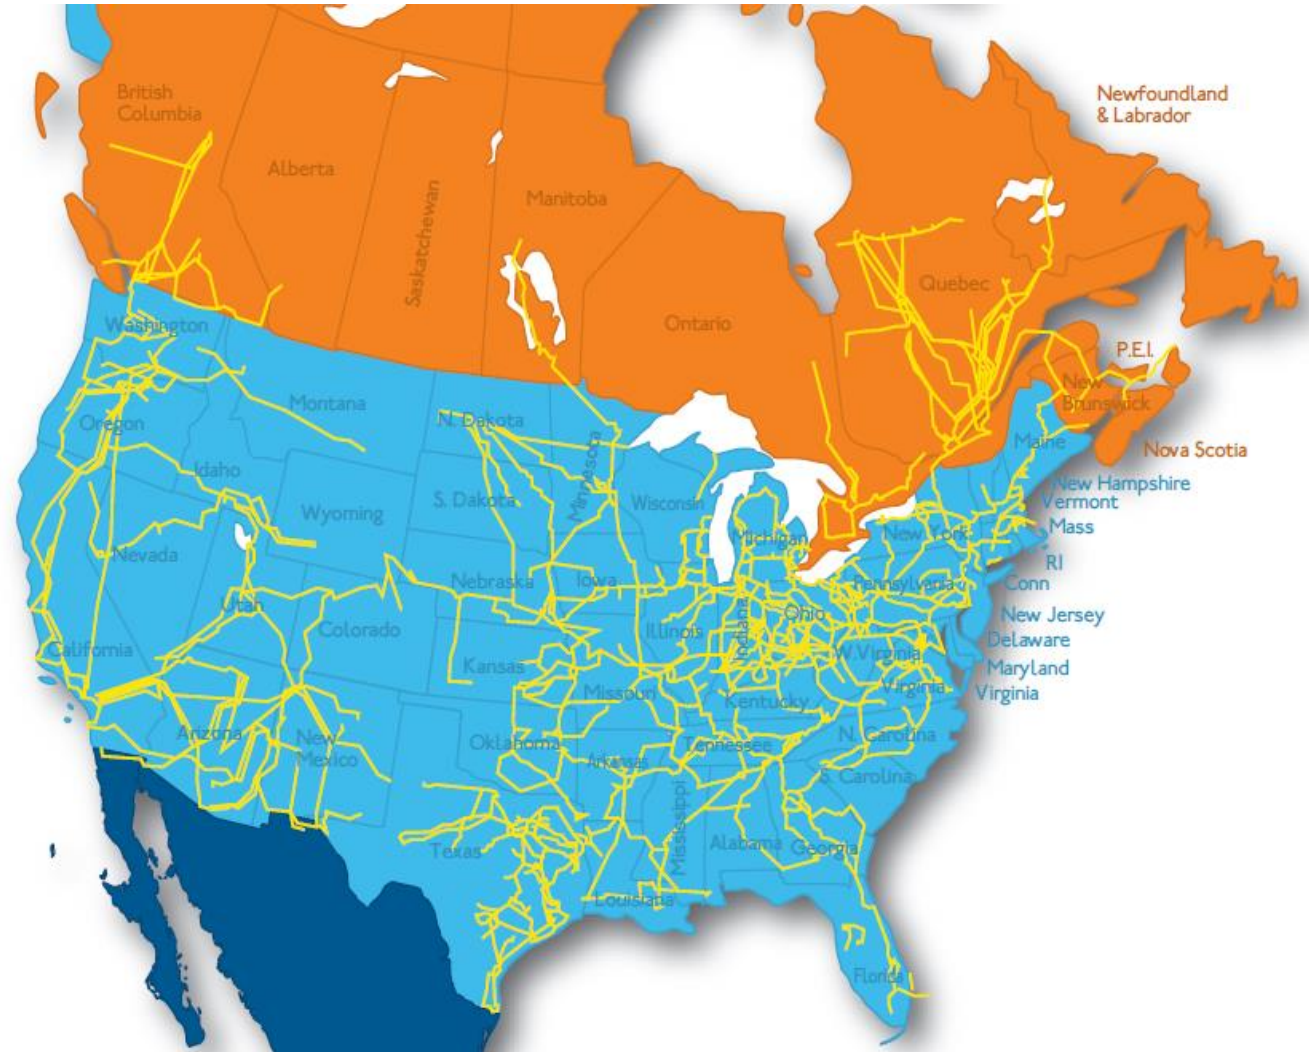 British
Columbia
Alberta
Saskatchewan
Manitoba
Ontario
Quebec
Newfoundland
& Labrador
P.E.I.
New
Brunswick
Nova Scotia
Washington
Oregon
Idaho
Montana
N. Dakota
S. Dakota
Minnesota
Wisconsin
Michigan
New York
Maine
New Hampshire
Vermont
Mass
RI
Conn
New Jersey
Delaware
Maryland
Virginia
Wyoming
Nevada
Utah
Colorado
California
Nebraska
Iowa
Illinois
Indiana
Ohio
Pennsylvania
W.Virginia
Virginia
Kansas
Missouri
Kentucky
Arizona
New
Mexico
Oklahoma
Arkansas
Tennessee
N. Carolina
S. Carolina
Mississippi
Alabama
Georgia
Texas
Louisiana
Florida